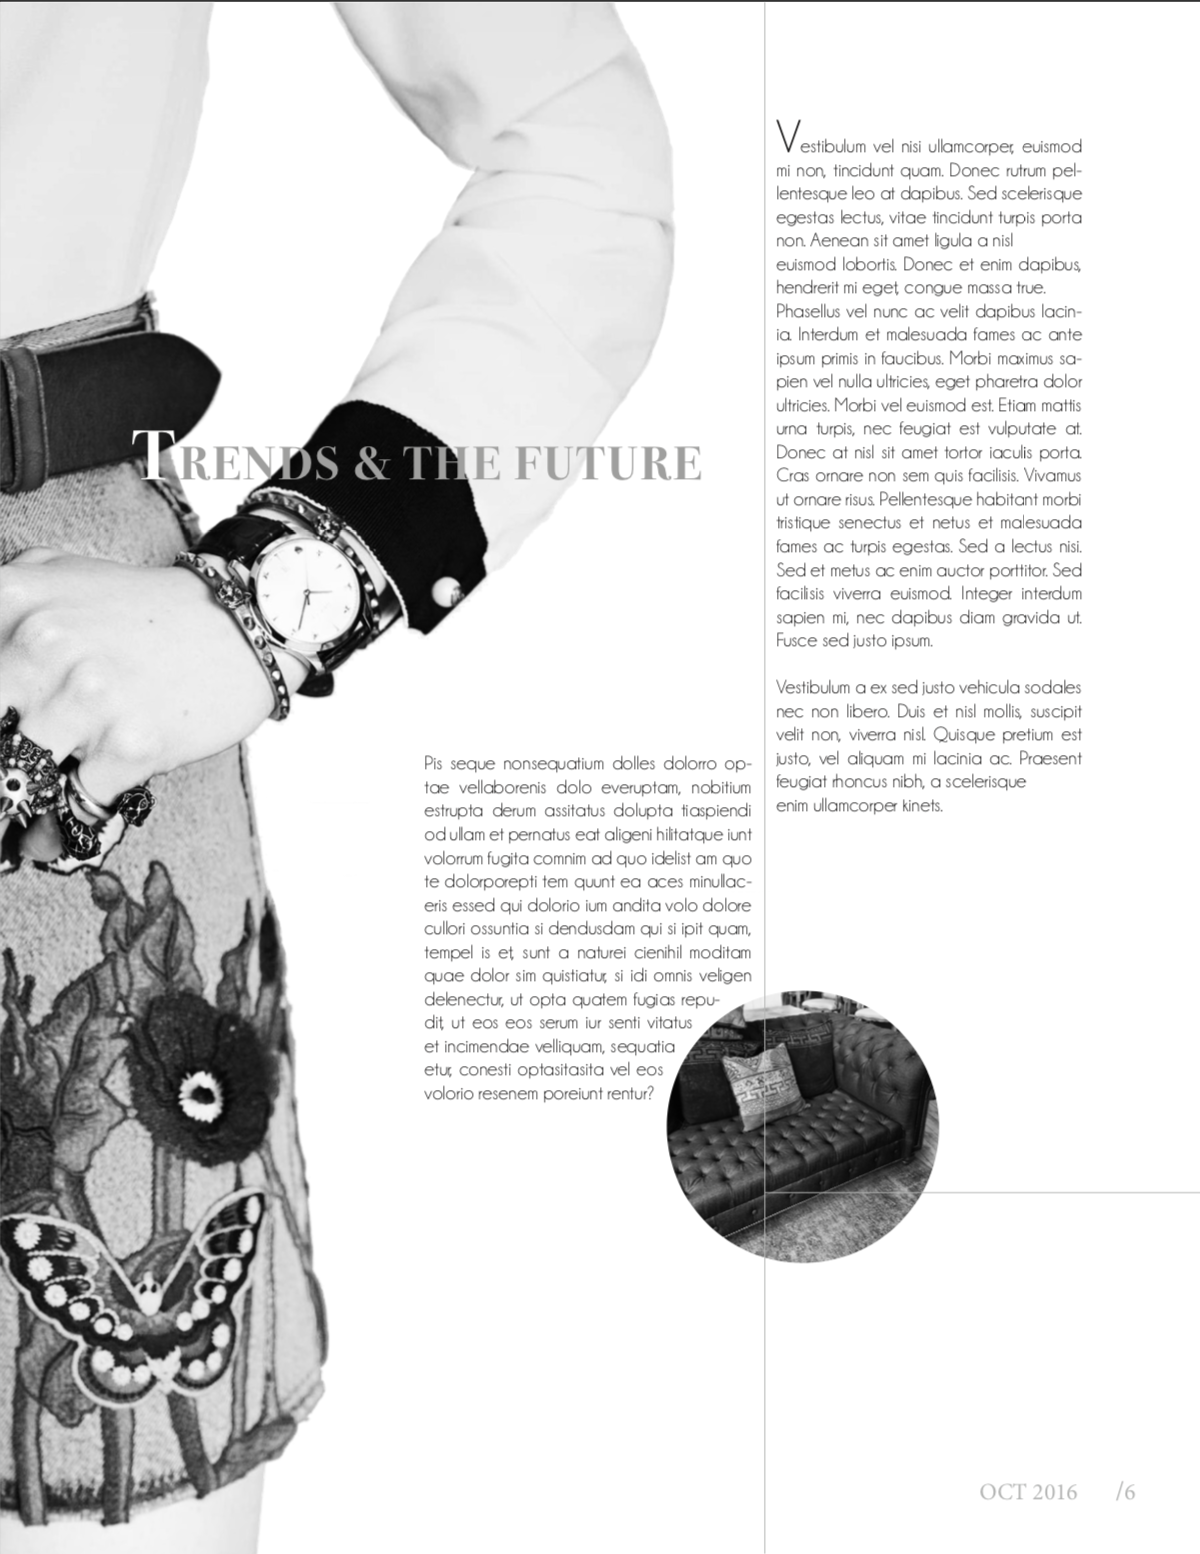 TRENDS & THE FUTURE
Vestibulum vel nisi ullamcorper, euismod
mi non, tincidunt quam. Donec rutrum pel-
lentesque leo at dapibus. Sed scelerisque
egestas lectus, vitae tincidunt turpis porta
non. Aenean sit amet ligula a nisl
euismod lobortis. Donec et enim dapibus,
hendrerit mi eget, congue massa true.
Phasellus vel nunc ac velit dapibus lacin-
ia. Interdum et malesuada fames ac ante
ipsum primis in faucibus. Morbi maximus sa-
pien vel nulla ultricies, eget pharetra dolor
ultricies. Morbi vel euismod est. Etiam mattis
urna turpis, nec feugiat est vulputate at.
Donec at nisl sit amet tortor iaculis porta.
Cras ornare non sem quis facilisis. Vivamus
ut ornare risus. Pellentesque habitant morbi
tristique senectus et netus et malesuada
fames ac turpis egestas. Sed a lectus nisi.
Sed et metus ac enim auctor porttitor. Sed
facilisis viverra euismod. Integer interdum
sapien mi, nec dapibus diam gravida ut.
Fusce sed justo ipsum.
Vestibulum a ex sed justo vehicula sodales
nec non libero. Duis et nisl mollis, suscipit
velit non, viverra nisl. Quisque pretium est
justo, vel aliquam mi lacinia ac. Praesent
feugiat rhoncus nibh, a scelerisque
enim ullamcorper kinets.
Pis seque nonsequatium dolles dolorro op-
tae vellaborenis dolo everuptam, nobitium
estrupta derum assitatus dolupta tiaspiendi
od ullam et pernatus eat aligeni hilitatque iunt
volorrum fugita comnim ad quo idelist am quo
te dolorporepti tem quunt ea aces minullac-
eris essed qui dolorio ium andita volo dolore
cullori ossuntia si dendusdam qui si ipit quam,
tempel is et, sunt a naturei cienihil moditam
quae dolor sim quistiatur, si idi omnis veligen
delenectur, ut opta quatem fugias repu-
dit, ut eos eos serum iur senti vitatus
et incimendae velliquam, sequatia
etur, conesti optasitasita vel eos
volorio resenem poreiunt rentur?
OCT 2016 /6